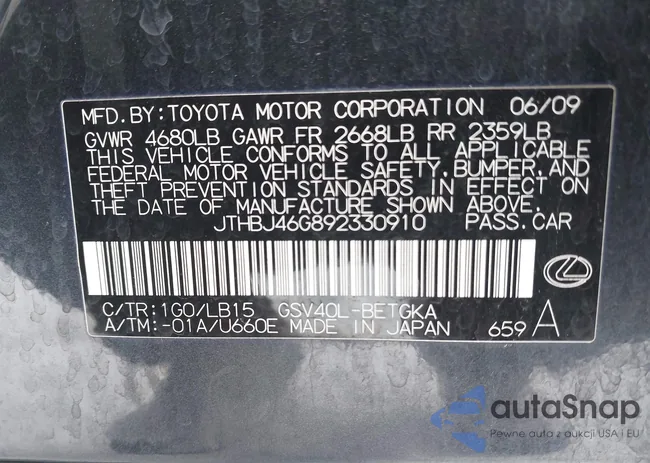 MFD.BY:TOYOTA MOTOR CORPORATION 06/09
GVWR 4680LB GAWR FR 2668LB RR 2359LB
THIS VEHICLE CONFORMS TO ALL APPLICABLE
FEDERAL MOTOR VEHICLE SAFETY,BUMPER,AND
THEFT PREVENTION STANDARDS IN EFFECT ON
THE DATE OF MANUFACTURE SHOWN ABOVE.
JTHBJ46G892330910 PASS.CAR
C/TR:1G0/LB15 GSV40L-BETGKA
A/TM:-01A/U660E MADE IN JAPAN 659 A
autaSnap
Pewne auta z aukcji USA i EU